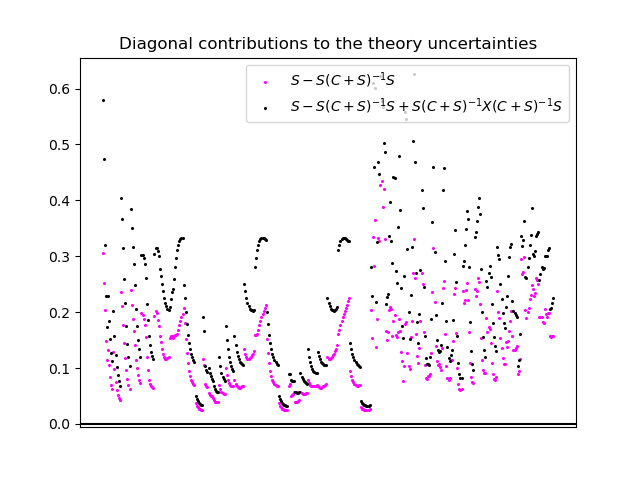 Diagonal contributions to the theory uncertainties
S − S(C + S)⁻¹S
S − S(C + S)⁻¹S + S(C + S)⁻¹X(C + S)⁻¹S
0.6
0.5
0.4
0.3
0.2
0.1
0.0